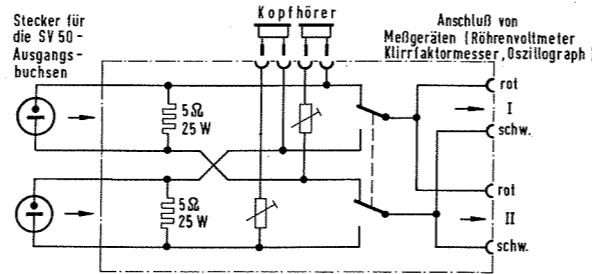 Stecker für
die SV 50 -
Ausgangs -
buchsen
Kopfhörer
Anschluß von
Meßgeräten (Röhrenvoltmeter
Klirrfaktormesser, Oszillograph)
5Ω
25 W
5Ω
25 W
rot
I
schw.
rot
II
schw.